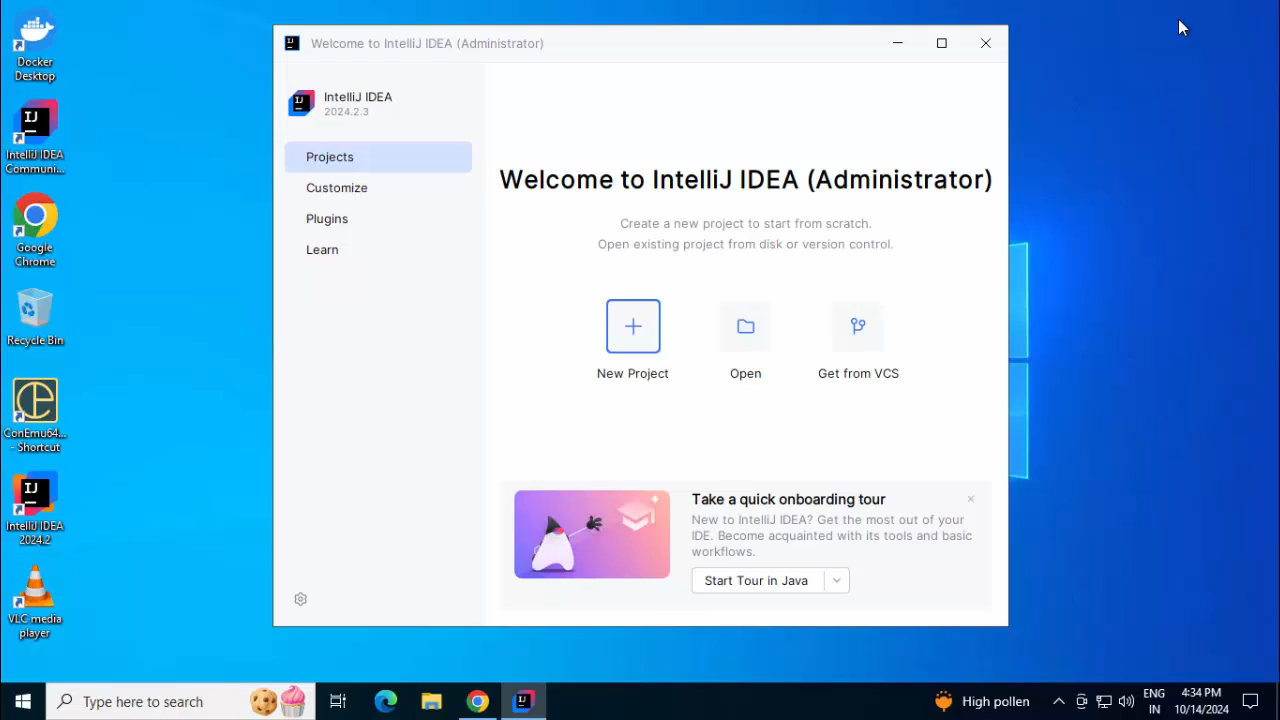 Docker
Desktop
IJ
IntelliJ IDEA
Communi...
Google
Chrome
Recycle Bin
ConEmu64...
- Shortcut
IJ
IntelliJ IDEA
2024.2
VLC media
player
IJ
Welcome to IntelliJ IDEA (Administrator)
IJ
IntelliJ IDEA
2024.2.3
Projects
Customize
Plugins
Learn
Welcome to IntelliJ IDEA (Administrator)
Create a new project to start from scratch.
Open existing project from disk or version control.
New Project
Open
Get from VCS
Take a quick onboarding tour
New to IntelliJ IDEA? Get the most out of your
IDE. Become acquainted with its tools and basic
workflows.
Start Tour in Java
Type here to search
IJ
High pollen
ENG
IN
4:34 PM
10/14/2024